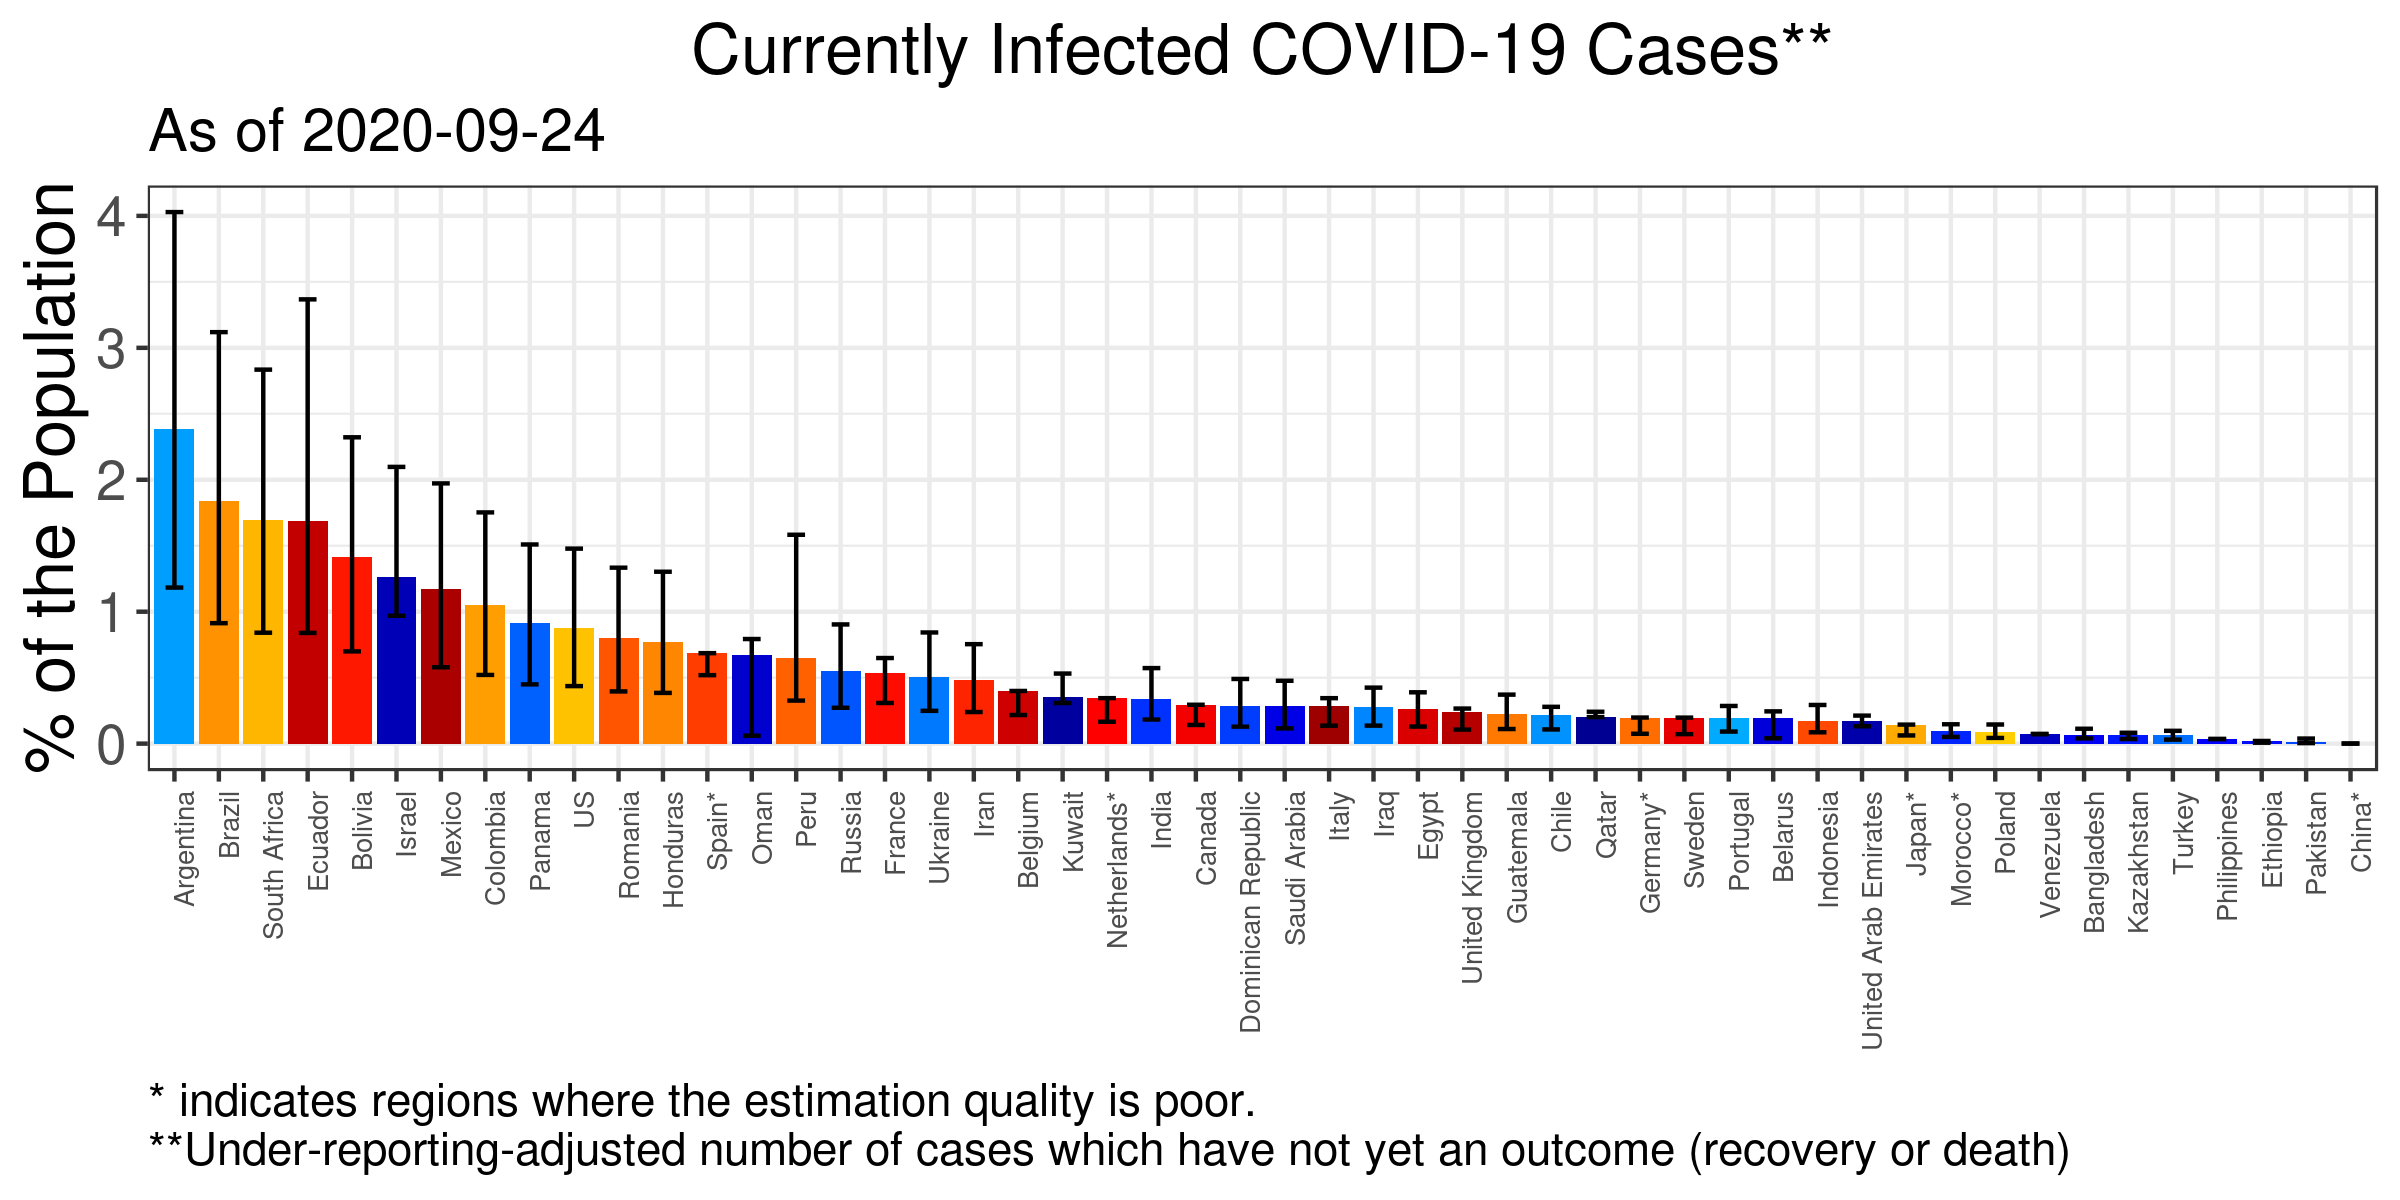 Currently Infected COVID-19 Cases**
As of 2020-09-24
% of the Population
4
3
2
1
0
Argentina
Brazil
South Africa
Ecuador
Bolivia
Israel
Mexico
Colombia
Panama
US
Romania
Honduras
Spain*
Oman
Peru
Russia
France
Ukraine
Iran
Belgium
Kuwait
Netherlands*
India
Canada
Dominican Republic
Saudi Arabia
Italy
Iraq
Egypt
United Kingdom
Guatemala
Chile
Qatar
Germany*
Sweden
Portugal
Belarus
Indonesia
United Arab Emirates
Japan*
Morocco*
Poland
Venezuela
Bangladesh
Kazakhstan
Turkey
Philippines
Ethiopia
Pakistan
China*
* indicates regions where the estimation quality is poor.
**Under-reporting-adjusted number of cases which have not yet an outcome (recovery or death)